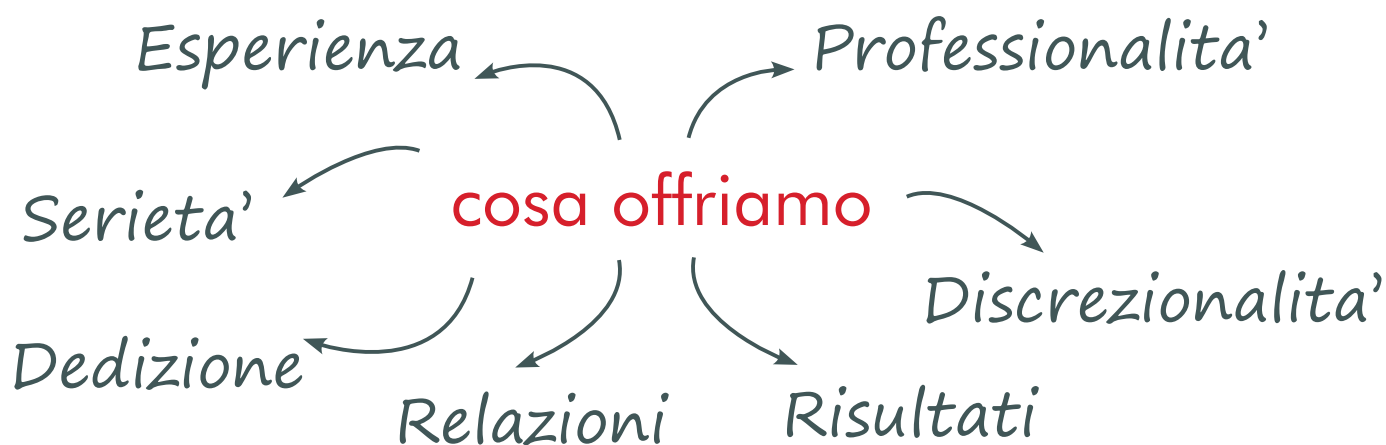 Esperienza
Professionalita’
Serieta’
cosa offriamo
Discrezionalita’
Dedizione
Relazioni
Risultati